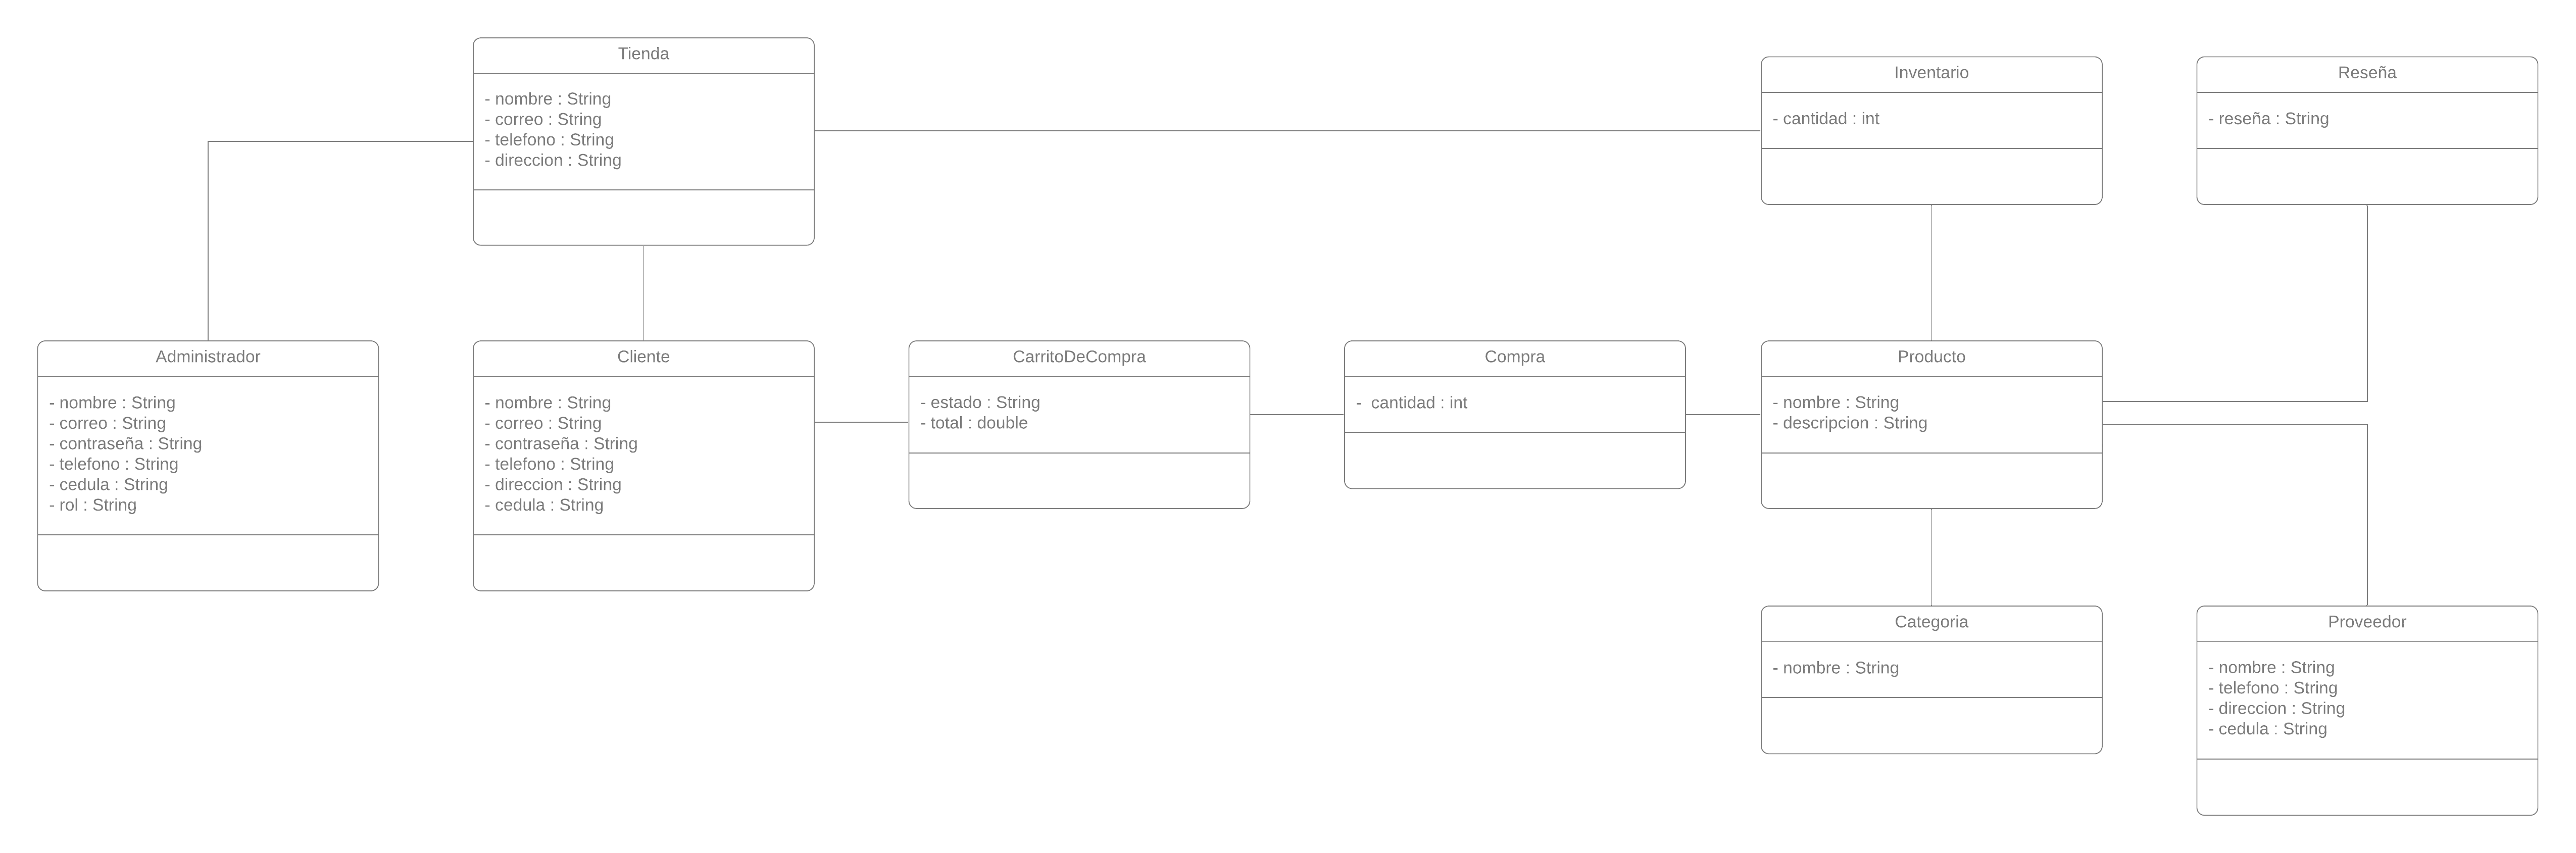 Tienda
- nombre : String
- correo : String
- telefono : String
- direccion : String
Inventario
- cantidad : int
Reseña
- reseña : String
Administrador
- nombre : String
- correo : String
- contraseña : String
- telefono : String
- cedula : String
- rol : String
Cliente
- nombre : String
- correo : String
- contraseña : String
- telefono : String
- direccion : String
- cedula : String
CarritoDeCompra
- estado : String
- total : double
Compra
-  cantidad : int
Producto
- nombre : String
- descripcion : String
Categoria
- nombre : String
Proveedor
- nombre : String
- telefono : String
- direccion : String
- cedula : String